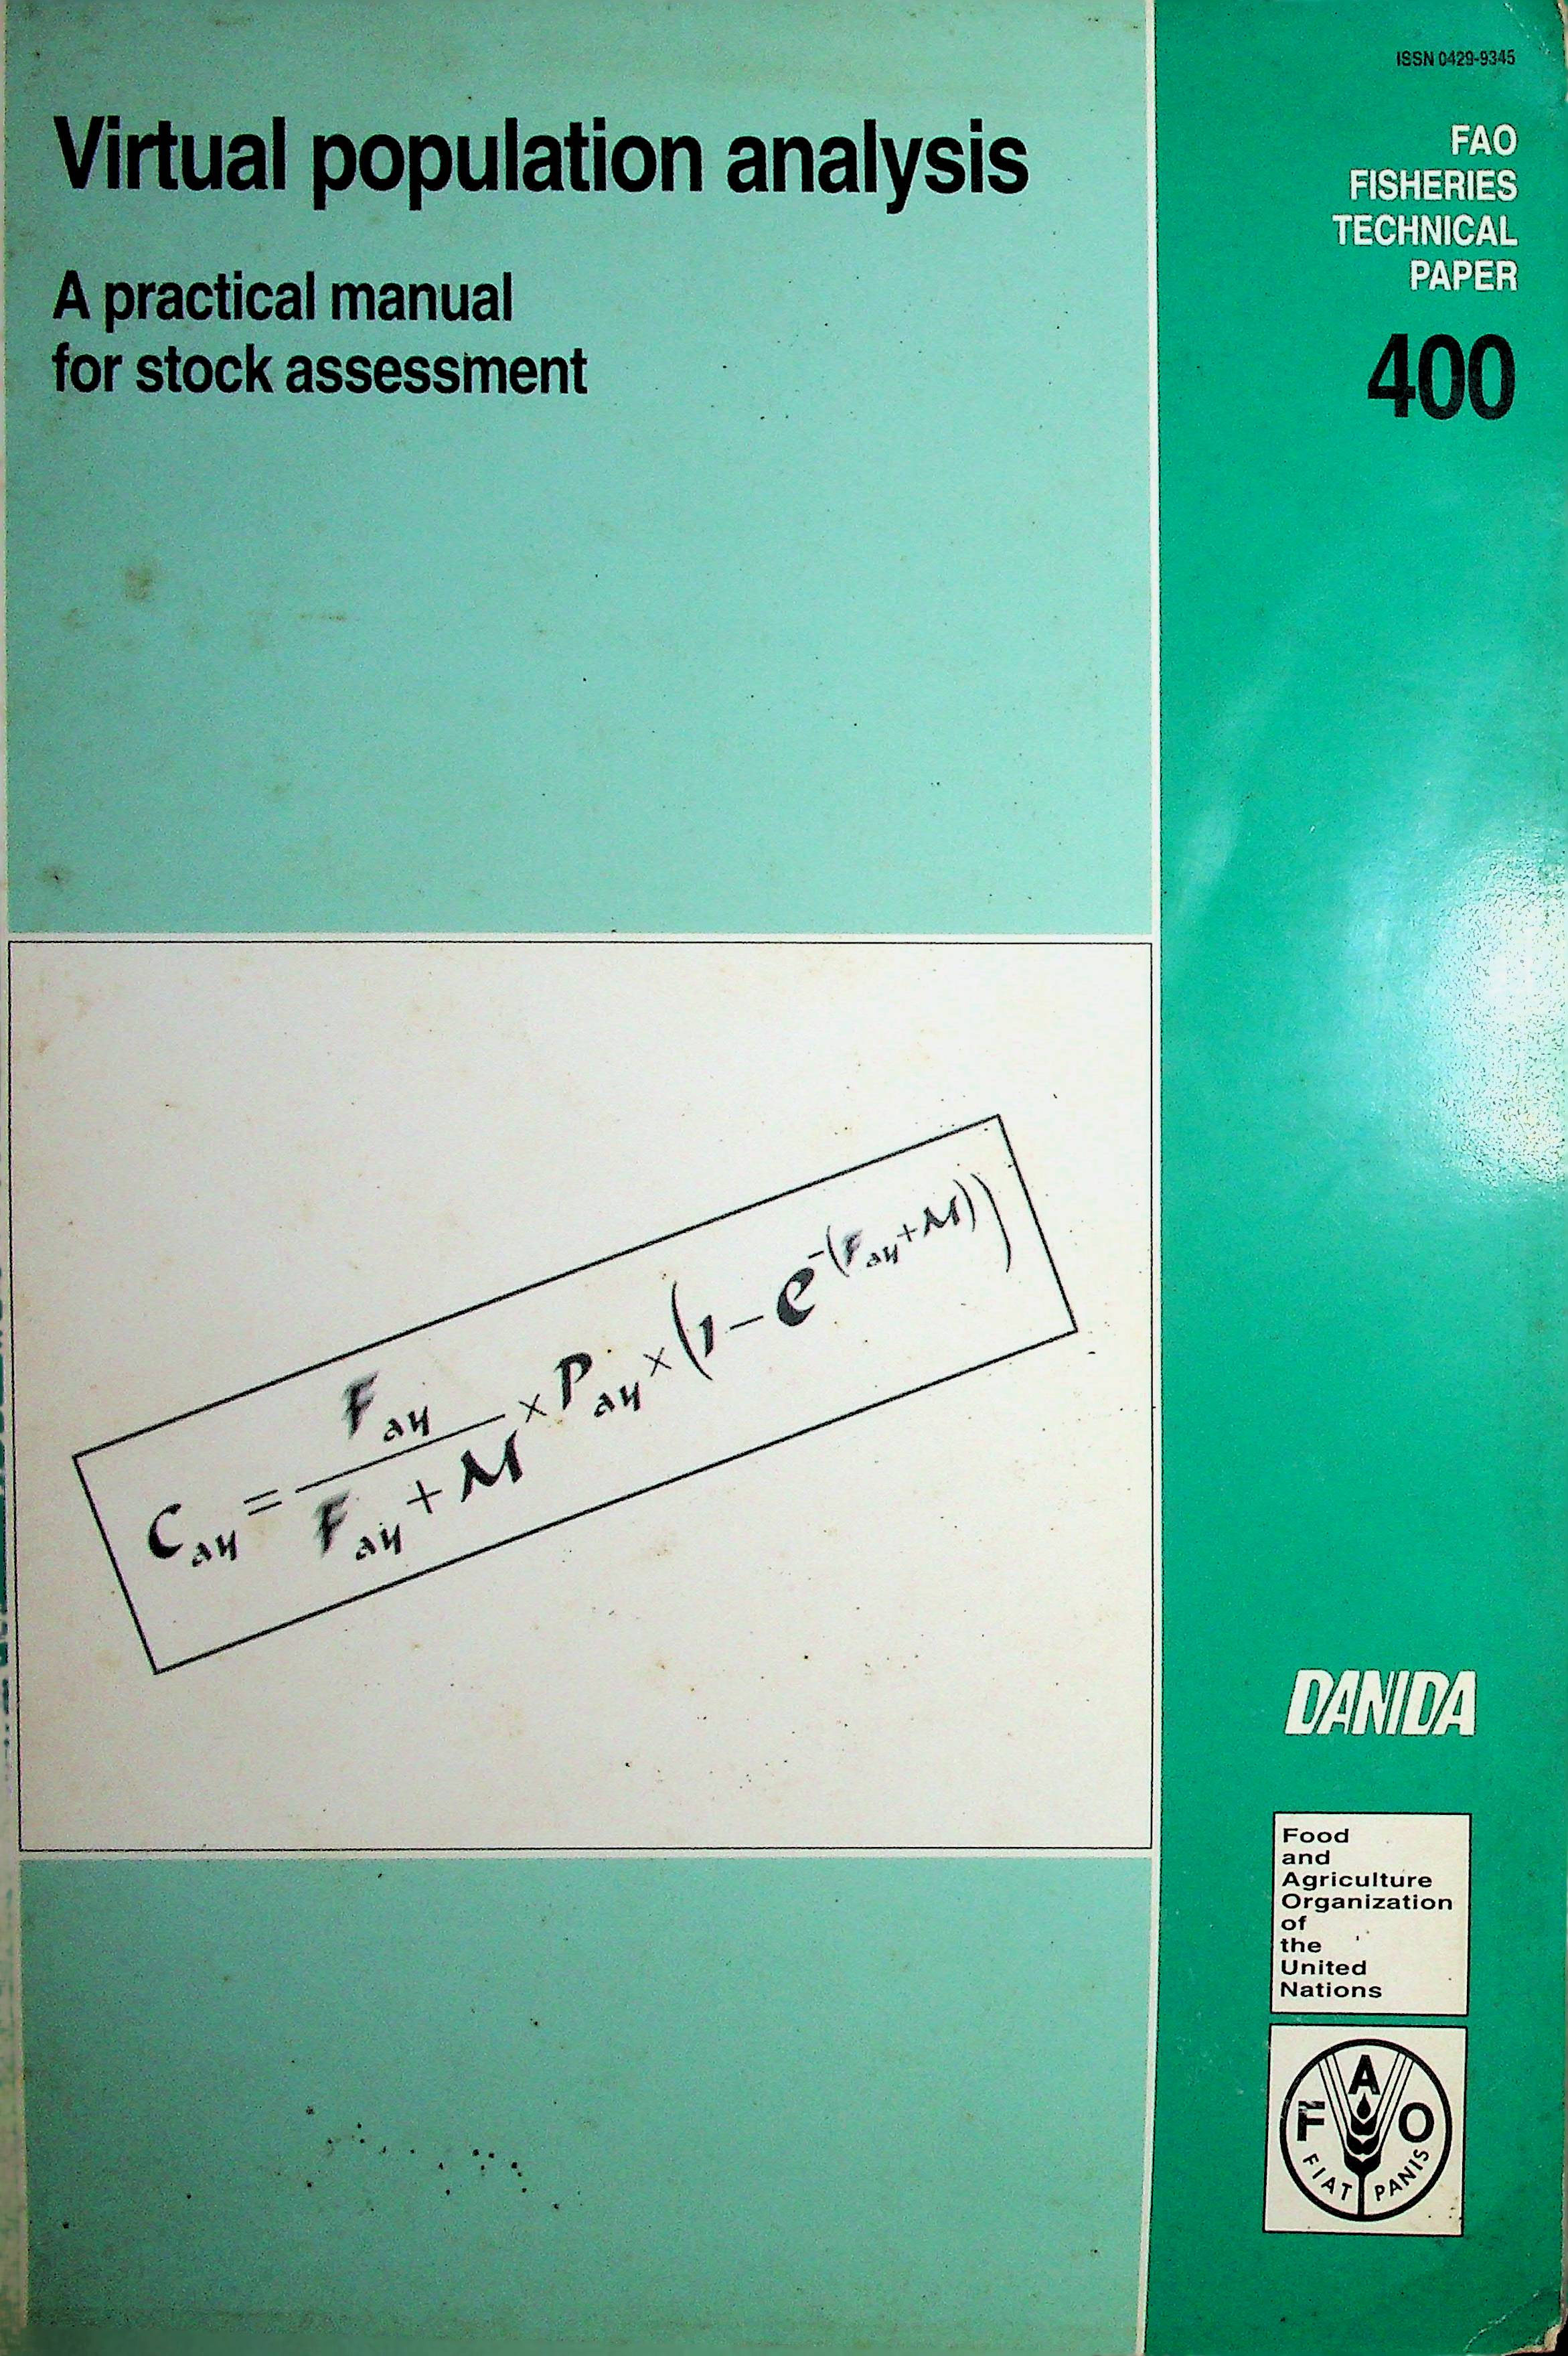 ISSN 0429-9345
Virtual population analysis
A practical manual
for stock assessment
FAO
FISHERIES
TECHNICAL
PAPER
400
C_ay = F_ay / (F_ay + M) × P_ay × (1 − e^−(F_ay + M))
DANIDA
Food
and
Agriculture
Organization
of
the
United
Nations
F A O
FIAT PANIS